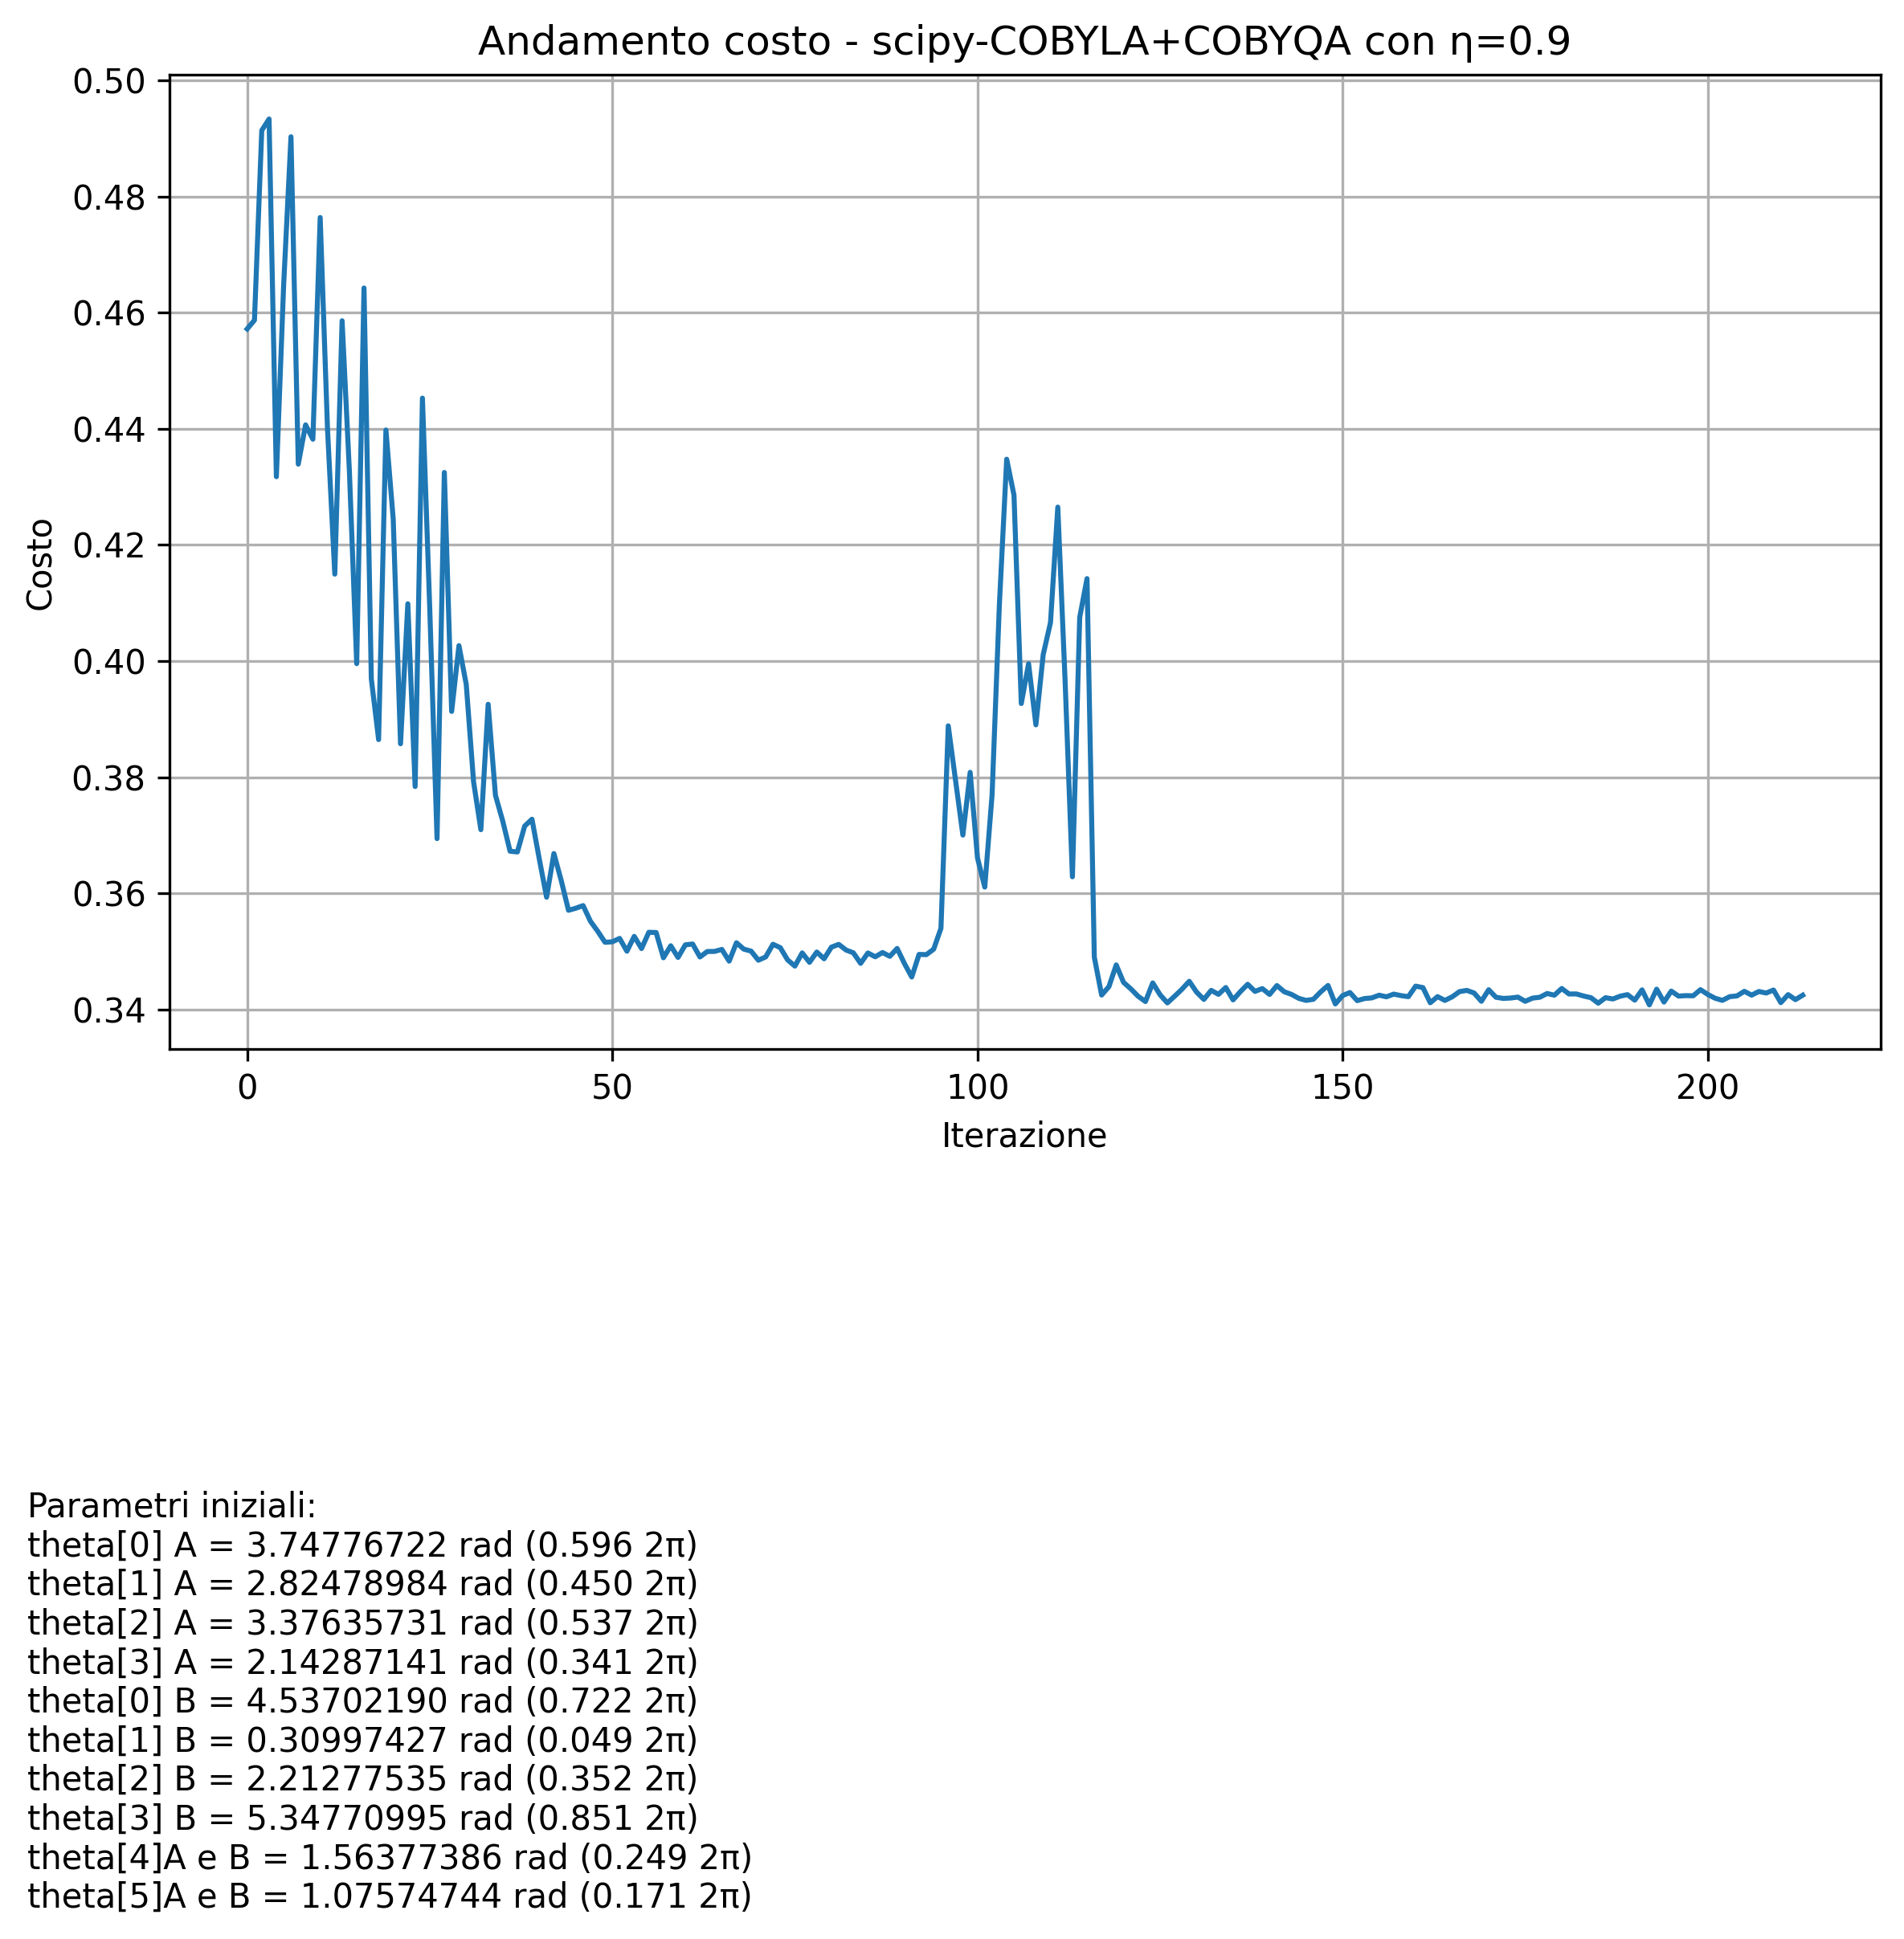 Andamento costo - scipy-COBYLA+COBYQA con η=0.9
0.50
0.48
0.46
0.44
0.42
0.40
0.38
0.36
0.34
Costo
0 50 100 150 200
Iterazione
Parametri iniziali:
theta[0] A = 3.74776722 rad (0.596 2π)
theta[1] A = 2.82478984 rad (0.450 2π)
theta[2] A = 3.37635731 rad (0.537 2π)
theta[3] A = 2.14287141 rad (0.341 2π)
theta[0] B = 4.53702190 rad (0.722 2π)
theta[1] B = 0.30997427 rad (0.049 2π)
theta[2] B = 2.21277535 rad (0.352 2π)
theta[3] B = 5.34770995 rad (0.851 2π)
theta[4]A e B = 1.56377386 rad (0.249 2π)
theta[5]A e B = 1.07574744 rad (0.171 2π)